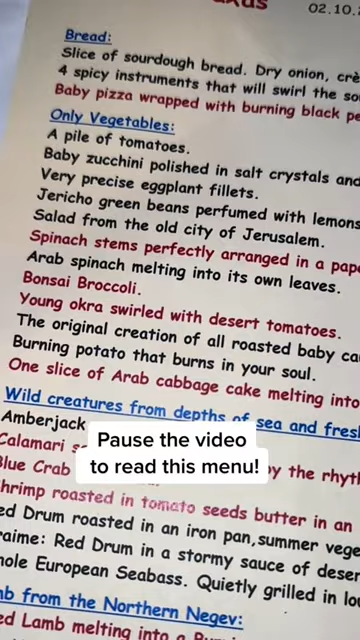 02.10.
Bread:
Slice of sourdough bread. Dry onion,
4 spicy instruments that will swirl the
Baby pizza wrapped with burning black
Only Vegetables:
A pile of tomatoes.
Baby zucchini polished in salt crystals and
Very precise eggplant fillets.
Jericho green beans perfumed with lemons
Salad from the old city of Jerusalem.
Spinach stems perfectly arranged in a
Arab spinach melting into its own leaves.
Bonsai Broccoli.
Young okra swirled with desert tomatoes.
The original creation of all roasted baby
Burning potato that burns in your soul.
One slice of Arab cabbage cake melting into
Wild creatures from depths of sea and
Amberjack
Calamari
by the
Blue Crab
Shrimp roasted in tomato seeds butter in an
Drum roasted in an iron pan, summer
Red Drum in a stormy sauce of
European Seabass. Quietly grilled in
from the Northern Negev:
Lamb melting into a
Pause the video
to read this menu!